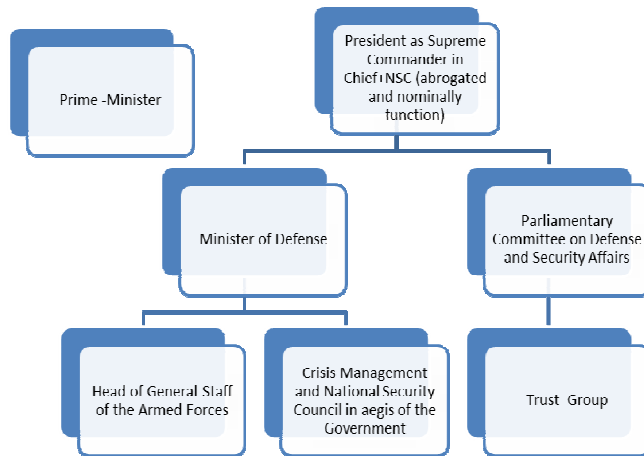 President as Supreme
Commander in
Chief+NSC (abrogated
and nominally
function)
Prime -Minister
Minister of Defense
Parliamentary
Committee on Defense
and Security Affairs
Head of General Staff
of the Armed Forces
Crisis Management
and National Security
Council in aegis of the
Government
Trust Group